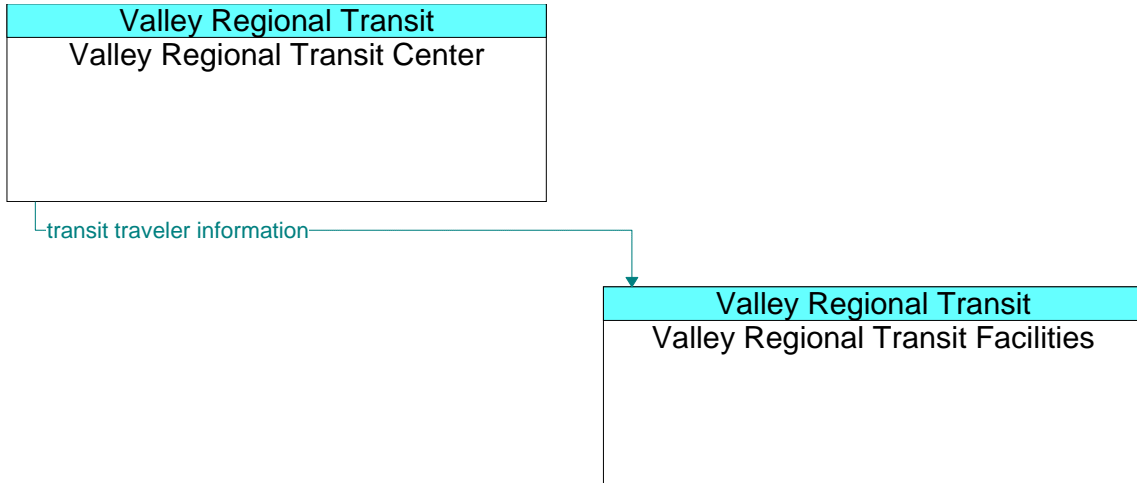 Valley Regional Transit
Valley Regional Transit Center
transit traveler information
Valley Regional Transit
Valley Regional Transit Facilities